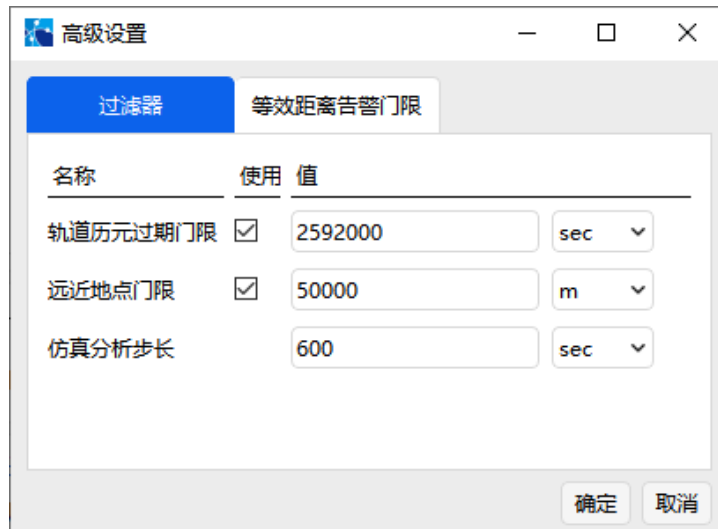 高级设置
过滤器 等效距离告警门限
名称 使用 值
轨道历元过期门限 2592000 sec
远近地点门限 50000 m
仿真分析步长 600 sec
确定 取消